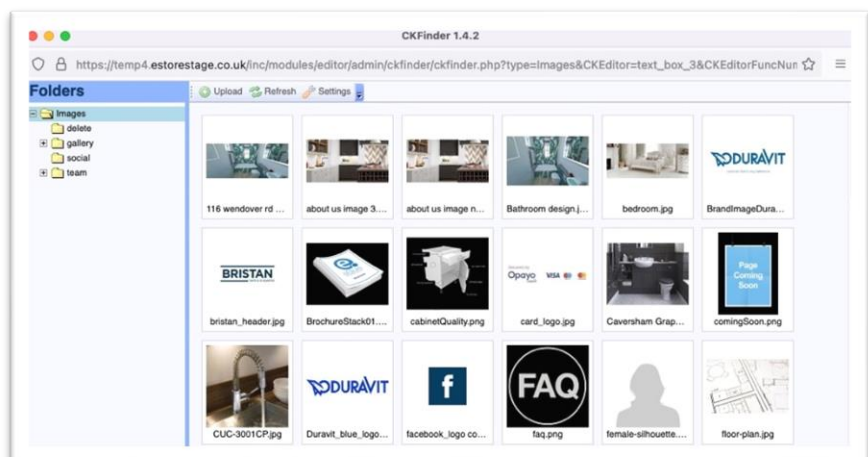 CKFinder 1.4.2
https://temp4.estorestage.co.uk/inc/modules/editor/admin/ckfinder/ckfinder.php?type=Images&CKEditor=text_box_3&CKEditorFuncNun
Folders
Upload Refresh Settings
Images
delete
gallery
social
team
DURAVIT
116 wendover rd ... about us image 3.... about us image n... Bathroom design.j... bedroom.jpg BrandImageDura...
BRISTAN
Opayo VISA
Page
Coming
Soon
bristan_header.jpg BrochureStack01.... cabinetQuality.png card_logo.jpg Caversham Grap... comingSoon.png
DURAVIT
f
FAQ
CUC-3001CP.jpg Duravit_blue_logo... facebook_logo co... faq.png female-silhouette.... floor-plan.jpg